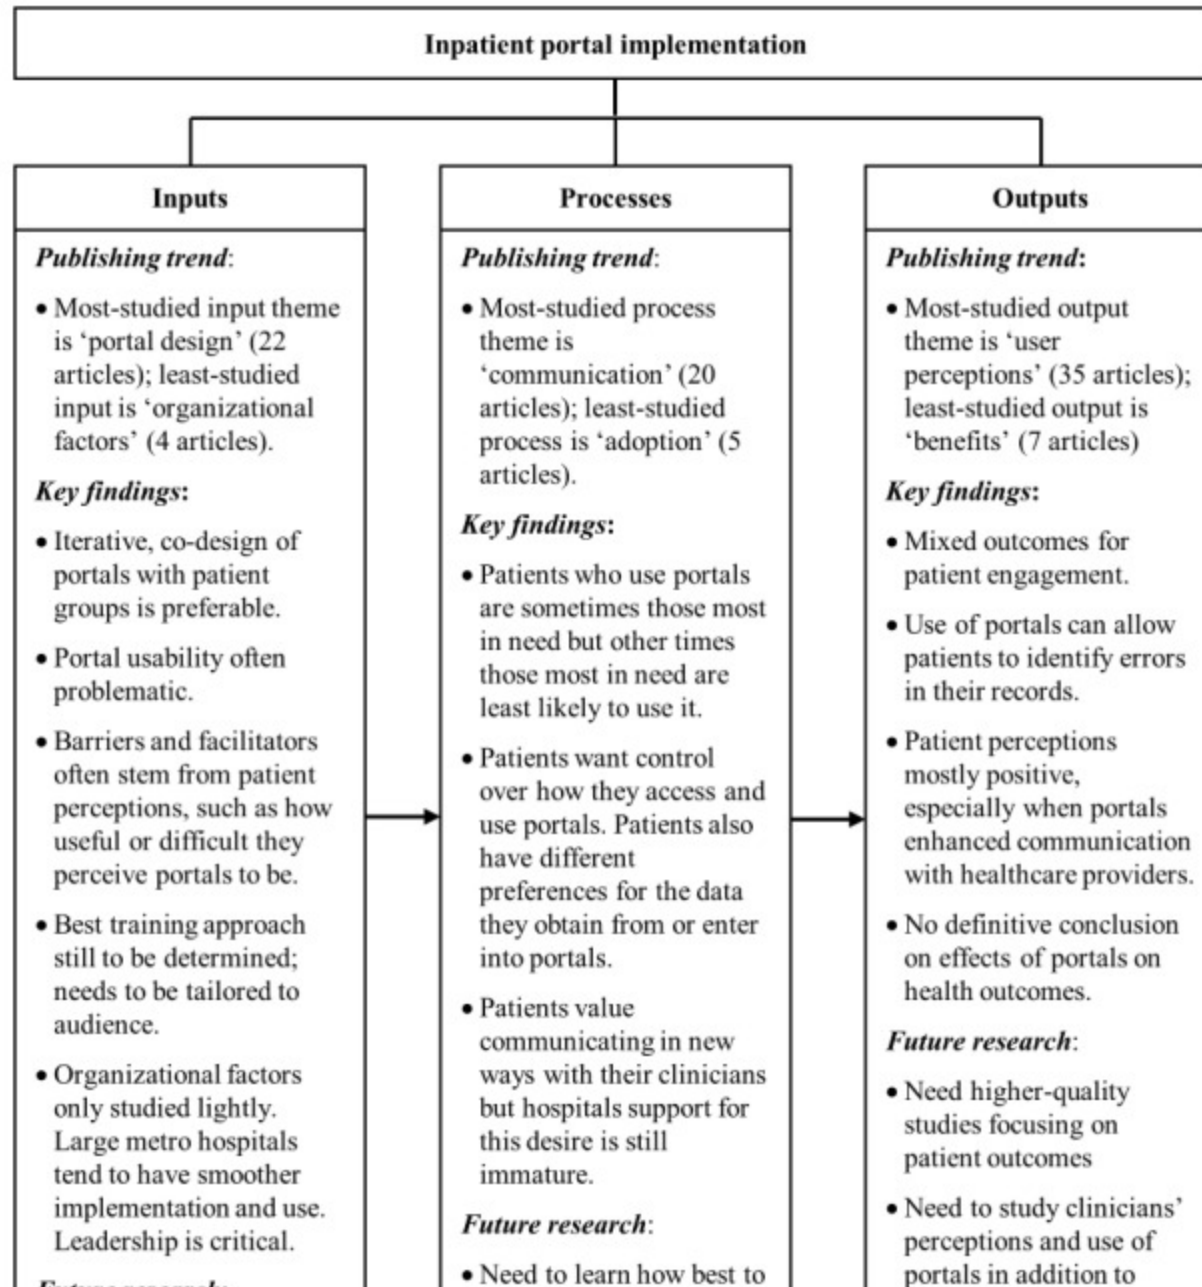 Inpatient portal implementation
Inputs
Publishing trend:
• Most-studied input theme
is ‘portal design’ (22
articles); least-studied
input is ‘organizational
factors’ (4 articles).
Key findings:
• Iterative, co-design of
portals with patient
groups is preferable.
• Portal usability often
problematic.
• Barriers and facilitators
often stem from patient
perceptions, such as how
useful or difficult they
perceive portals to be.
• Best training approach
still to be determined;
needs to be tailored to
audience.
• Organizational factors
only studied lightly.
Large metro hospitals
tend to have smoother
implementation and use.
Leadership is critical.
Future research:
Processes
Publishing trend:
• Most-studied process
theme is
‘communication’ (20
articles); least-studied
process is ‘adoption’ (5
articles).
Key findings:
• Patients who use portals
are sometimes those most
in need but other times
those most in need are
least likely to use it.
• Patients want control
over how they access and
use portals. Patients also
have different
preferences for the data
they obtain from or enter
into portals.
• Patients value
communicating in new
ways with their clinicians
but hospitals support for
this desire is still
immature.
Future research:
• Need to learn how best to
Outputs
Publishing trend:
• Most-studied output
theme is ‘user
perceptions’ (35 articles);
least-studied output is
‘benefits’ (7 articles)
Key findings:
• Mixed outcomes for
patient engagement.
• Use of portals can allow
patients to identify errors
in their records.
• Patient perceptions
mostly positive,
especially when portals
enhanced communication
with healthcare providers.
• No definitive conclusion
on effects of portals on
health outcomes.
Future research:
• Need higher-quality
studies focusing on
patient outcomes
• Need to study clinicians’
perceptions and use of
portals in addition to